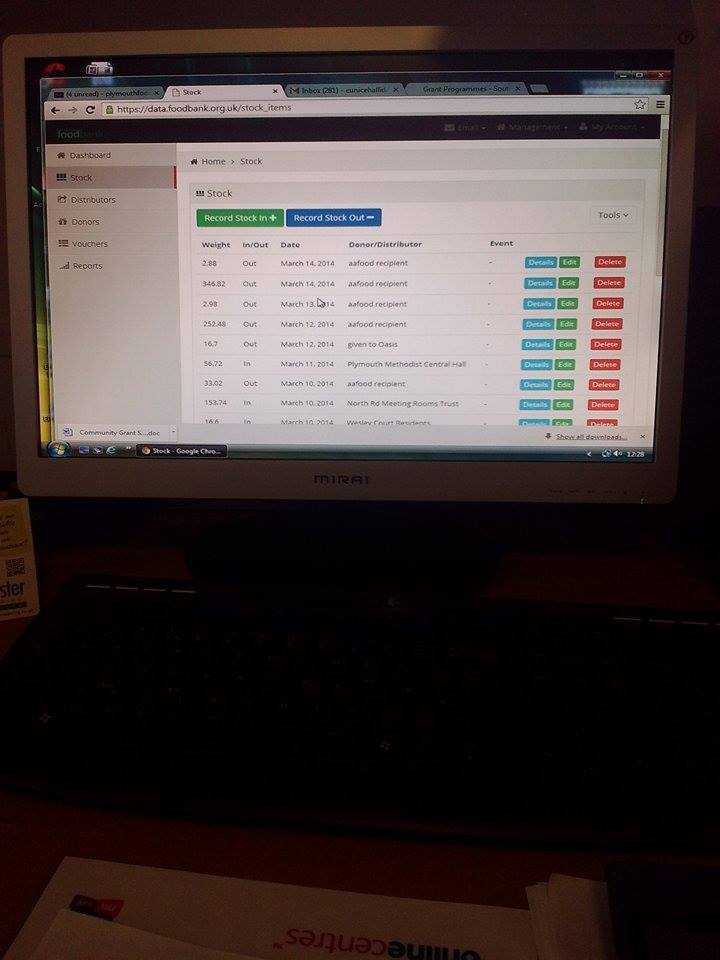 (4 unread) - plymouthfoo
Stock
Inbox (281) - eunicehallid
Grant Programmes - Sout
https://data.foodbank.org.uk/stock_items
foodbank
Email
Management
My Account
Dashboard
Stock
Distributors
Donors
Vouchers
Reports
Home > Stock
Stock
Record Stock In +
Record Stock Out −
Tools
Weight In/Out Date Donor/Distributor Event
2.88 Out March 14, 2014 aafood recipient - Details Edit Delete
346.82 Out March 14, 2014 aafood recipient - Details Edit Delete
2.98 Out March 13, 2014 aafood recipient - Details Edit Delete
252.48 Out March 12, 2014 aafood recipient - Details Edit Delete
16.7 Out March 12, 2014 given to Oasis - Details Edit Delete
56.72 In March 11, 2014 Plymouth Methodist Central Hall - Details Edit Delete
33.02 Out March 10, 2014 aafood recipient - Details Edit Delete
153.74 In March 10, 2014 North Rd Meeting Rooms Trust - Details Edit Delete
16.6 In March 10, 2014 Wesley Court Residents - Details Edit Delete
Community Grant S....doc
Show all downloads...
Stock - Google Chro...
12:28
MIRAI
ster
onlinecentres